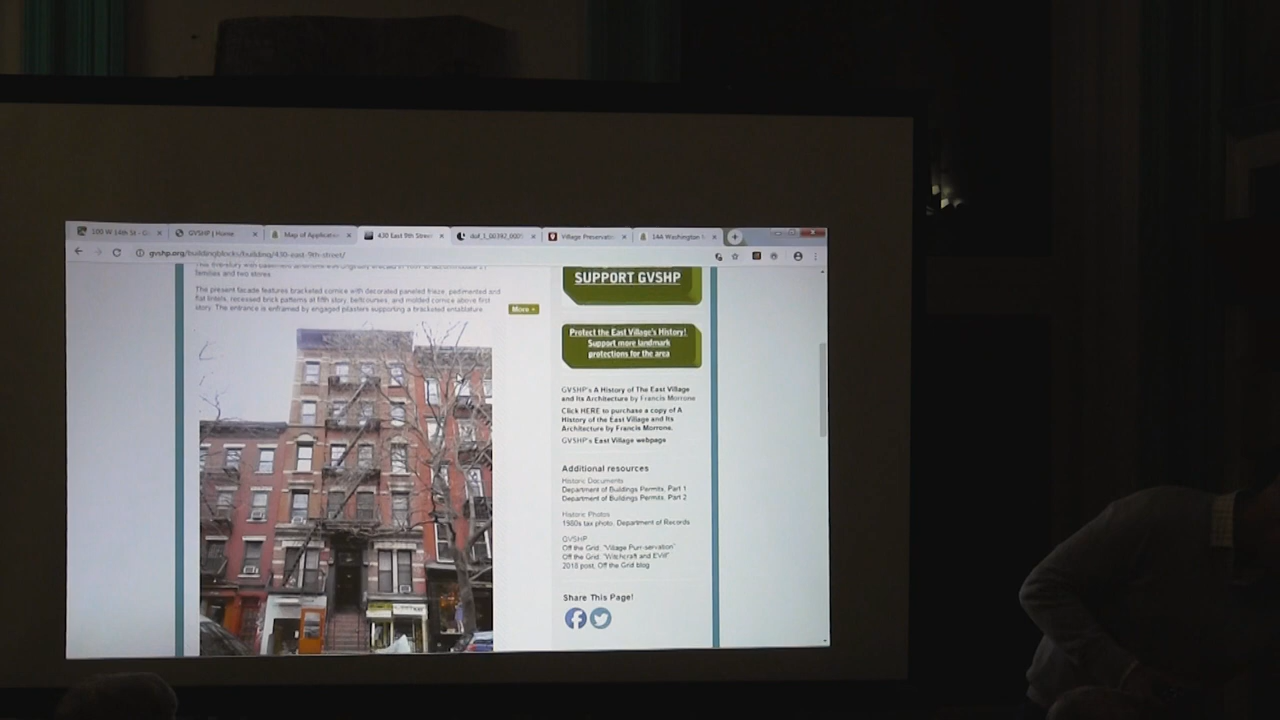 100 W 14th St - G
GVSHP | Home
Map of Application
430 East 9th Street
dof_1_00392_000
Village Preservatio
14A Washington
gvshp.org/buildingblocks/building/430-east-9th-street/
families and two stores
The present facade features bracketed cornice with decorated paneled frieze, pedimented and
flat lintels, recessed brick patterns at fifth story, beltcourses, and molded cornice above first
story. The entrance is enframed by engaged pilasters supporting a bracketed entablature
More
SUPPORT GVSHP
Protect the East Village's History!
Support more landmark
protections for the area
GVSHP's A History of The East Village
and Its Architecture by Francis Morrone
Click HERE to purchase a copy of A
History of the East Village and Its
Architecture by Francis Morrone.
GVSHP's East Village webpage
Additional resources
Historic Documents
Department of Buildings Permits, Part 1
Department of Buildings Permits, Part 2
Historic Photos
1980s tax photo, Department of Records
GVSHP
Off the Grid: "Village Purr-servation"
Off the Grid: "Witchcraft and EVill"
2018 post, Off the Grid blog
Share This Page!